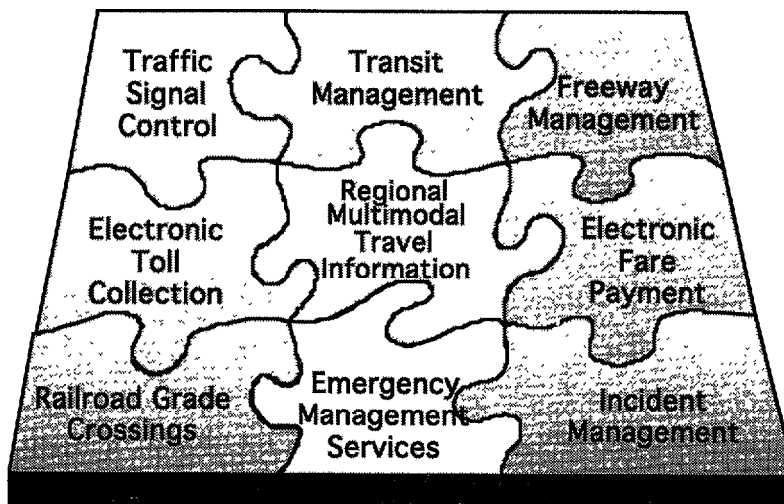 Traffic
Signal
Control
Transit
Management
Freeway
Management
Electronic
Toll
Collection
Regional
Multimodal
Travel
Information
Electronic
Fare
Payment
Railroad Grade
Crossings
Emergency
Management
Services
Incident
Management